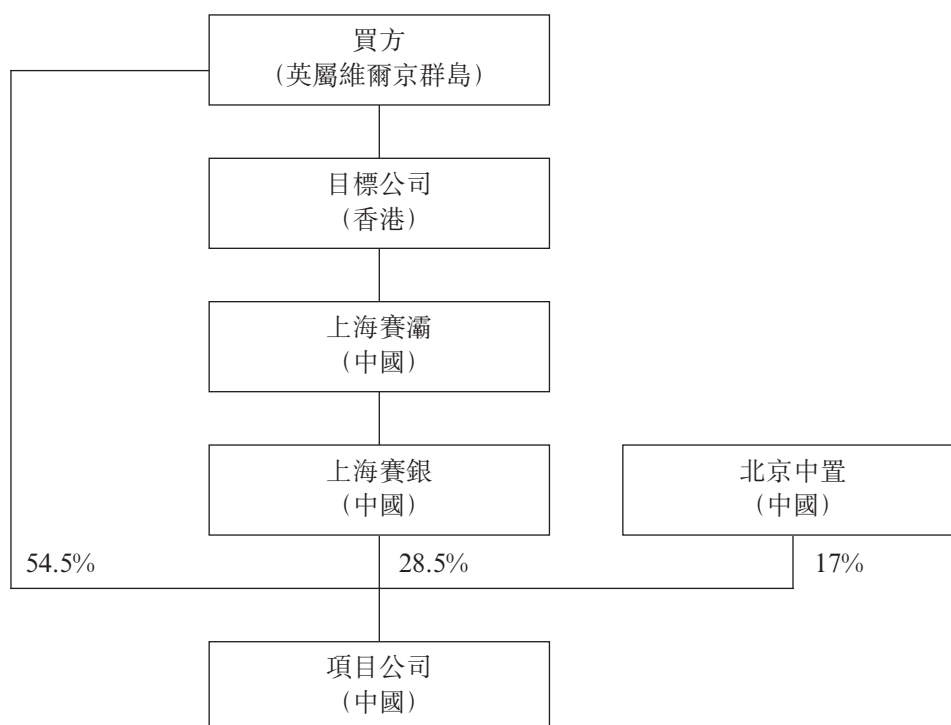 買方
（英屬維爾京群島）
目標公司
（香港）
上海賽灞
（中國）
上海賽銀
（中國）
北京中置
（中國）
54.5%
28.5%
17%
項目公司
（中國）